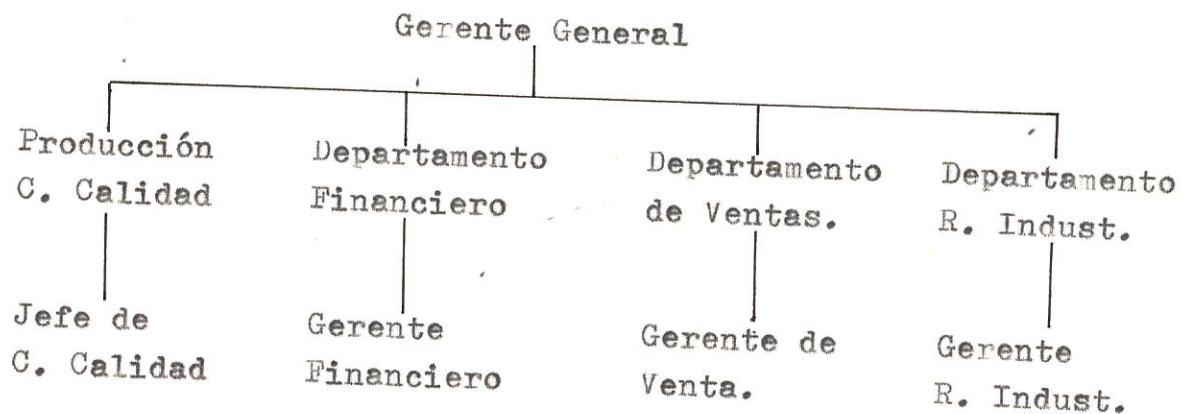 Gerente General
Producción
C. Calidad
Departamento
Financiero
Departamento
de Ventas.
Departamento
R. Indust.
Jefe de
C. Calidad
Gerente
Financiero
Gerente de
Venta.
Gerente
R. Indust.